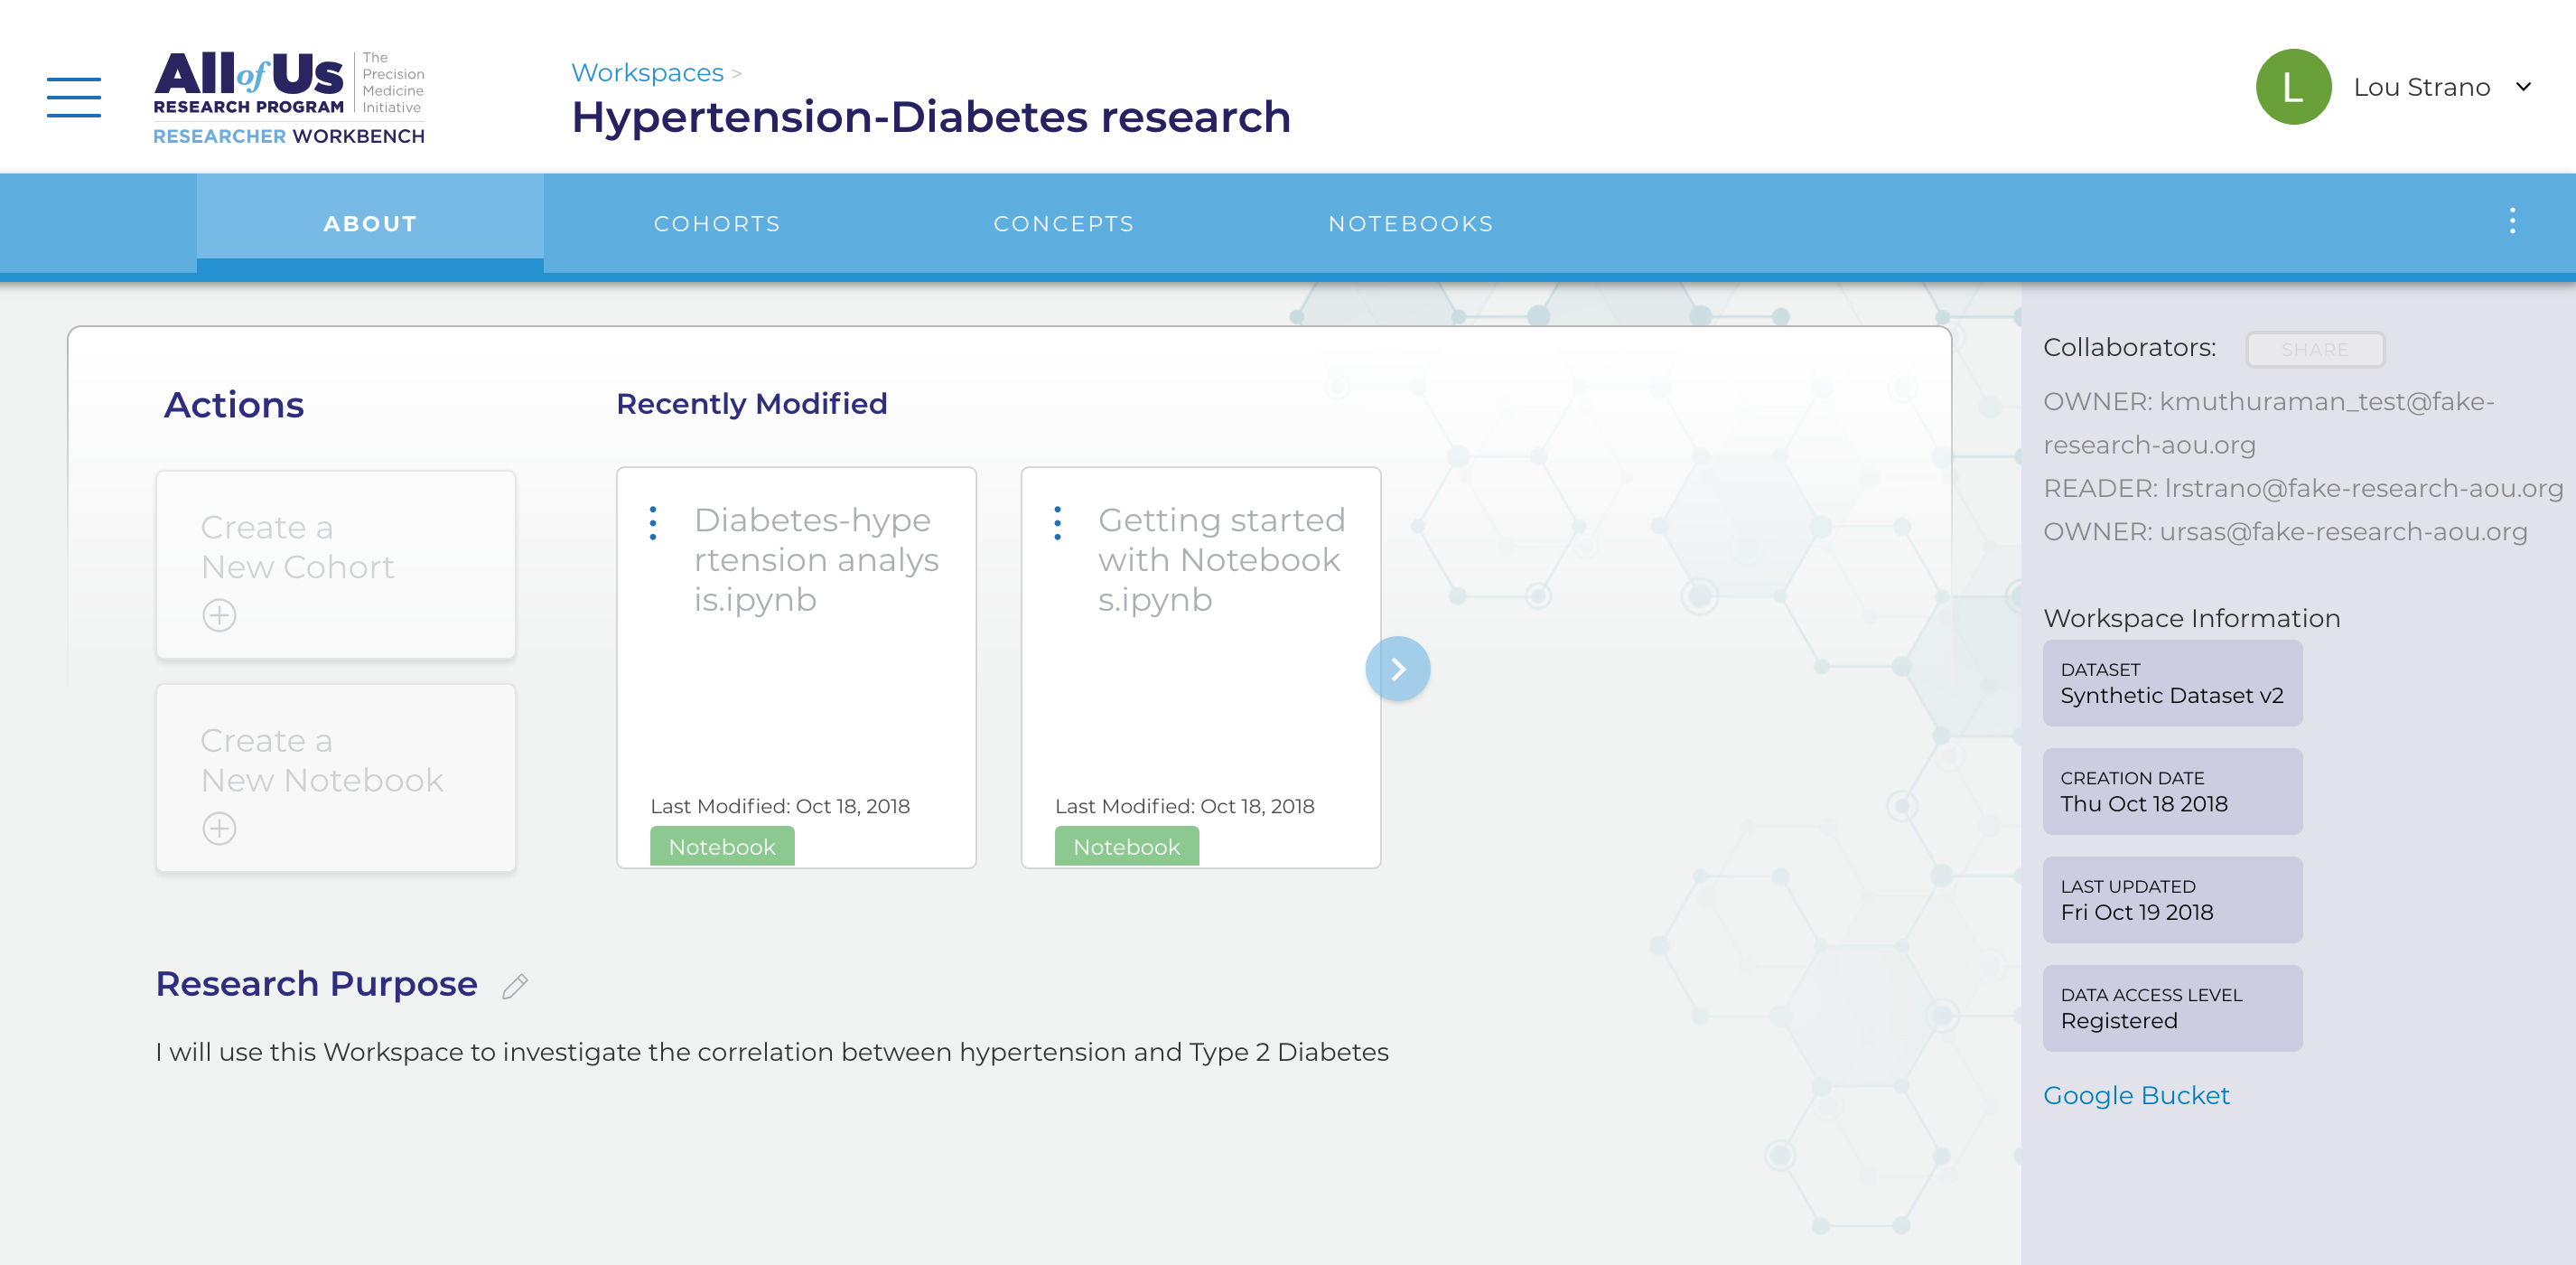 All of Us
RESEARCH PROGRAM
The
Precision
Medicine
Initiative
RESEARCHER WORKBENCH
Workspaces >
Hypertension-Diabetes research
L
Lou Strano
ABOUT
COHORTS
CONCEPTS
NOTEBOOKS
Actions
Create a
New Cohort
Create a
New Notebook
Recently Modified
Diabetes-hype
rtension analys
is.ipynb
Last Modified: Oct 18, 2018
Notebook
Getting started
with Notebook
s.ipynb
Last Modified: Oct 18, 2018
Notebook
Research Purpose
I will use this Workspace to investigate the correlation between hypertension and Type 2 Diabetes
Collaborators:
SHARE
OWNER: kmuthuraman_test@fake-
research-aou.org
READER: lrstrano@fake-research-aou.org
OWNER: ursas@fake-research-aou.org
Workspace Information
DATASET
Synthetic Dataset v2
CREATION DATE
Thu Oct 18 2018
LAST UPDATED
Fri Oct 19 2018
DATA ACCESS LEVEL
Registered
Google Bucket